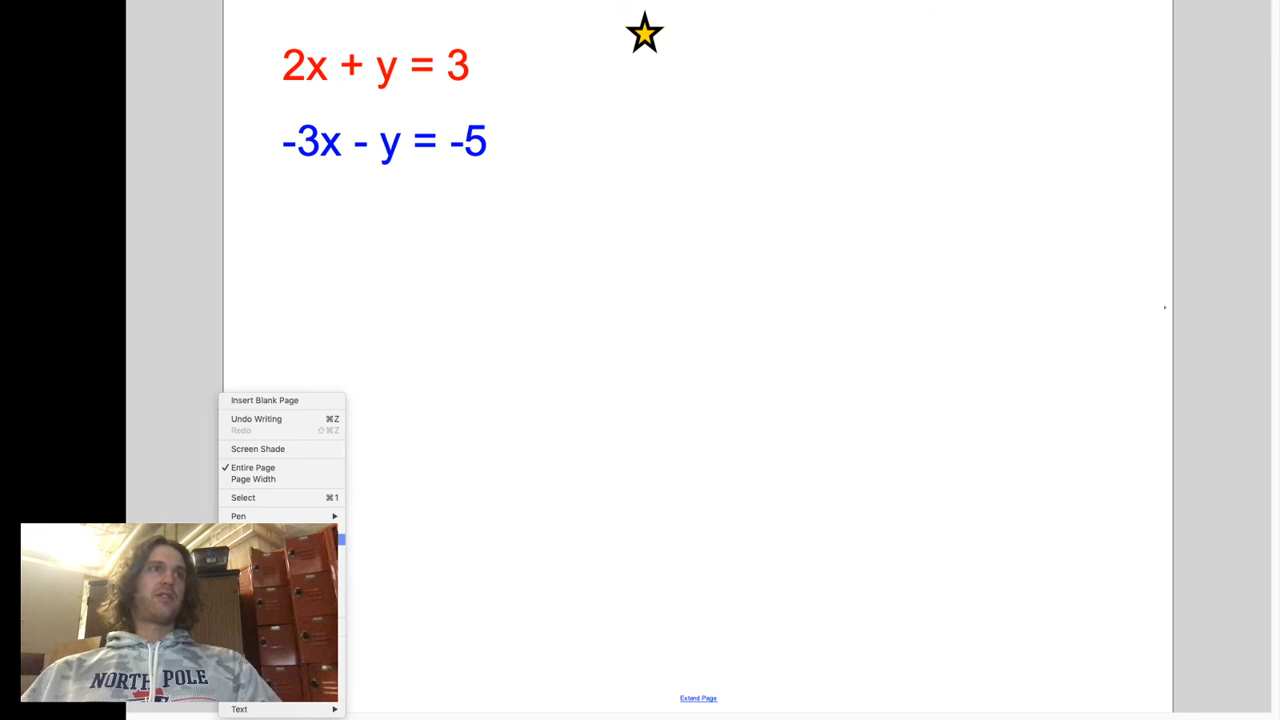 2x + y = 3
-3x - y = -5
Insert Blank Page
Undo Writing ⌘Z
Redo ⇧⌘Z
Screen Shade
✓ Entire Page
Page Width
Select ⌘1
Pen ▶
NORTH POLE
Extend Page
Text ▶